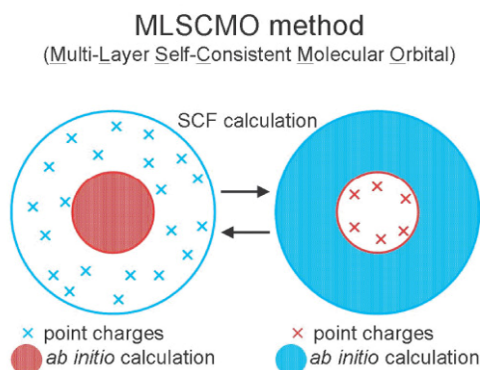 MLSCMO method
(Multi-Layer Self-Consistent Molecular Orbital)
SCF calculation
× point charges
ab initio calculation
× point charges
ab initio calculation